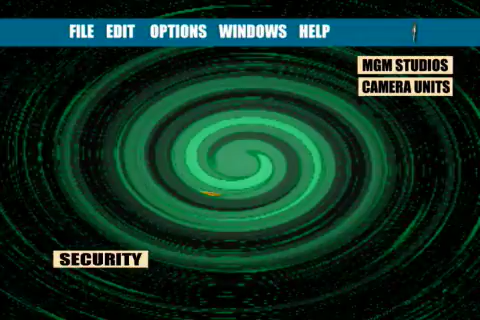 FILE EDIT OPTIONS WINDOWS HELP
MGM STUDIOS
CAMERA UNITS
SECURITY